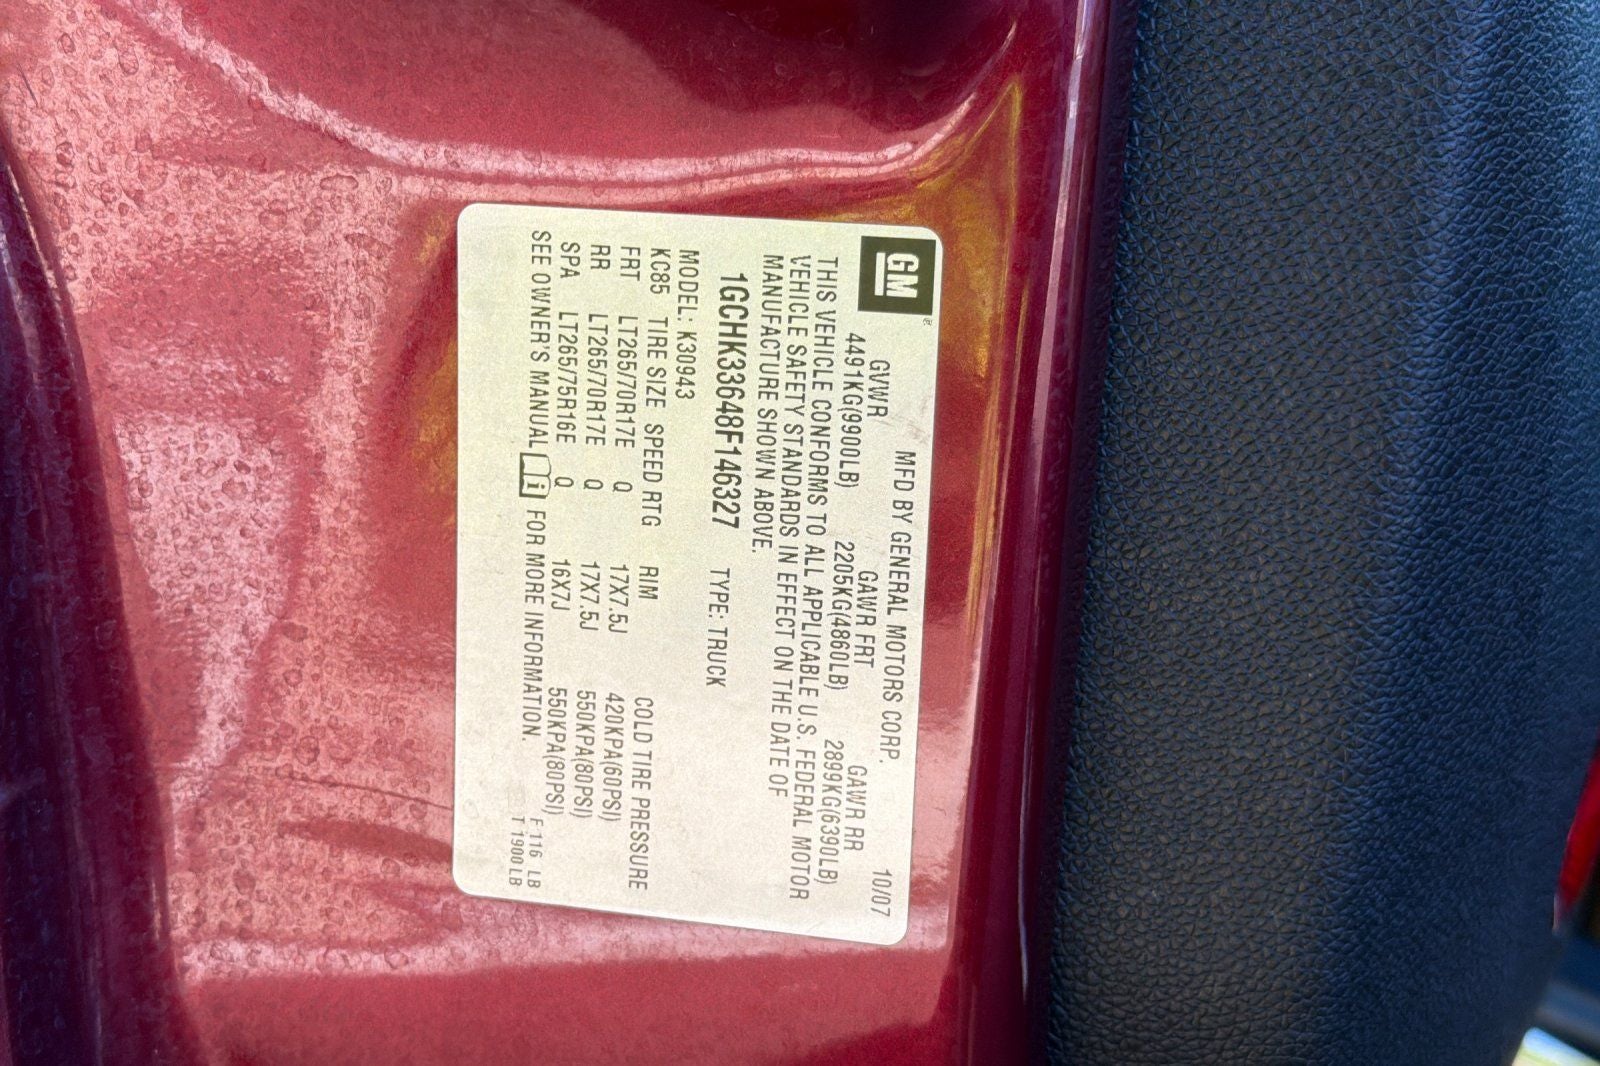 GM
MFD BY GENERAL MOTORS CORP. 10/07
GVWR GAWR FRT GAWR RR
4491KG(9900LB) 2205KG(4860LB) 2899KG(6390LB)
THIS VEHICLE CONFORMS TO ALL APPLICABLE U.S. FEDERAL MOTOR
VEHICLE SAFETY STANDARDS IN EFFECT ON THE DATE OF
MANUFACTURE SHOWN ABOVE.
1GCHK33648F146327 TYPE: TRUCK
MODEL: K30943
KC85 TIRE SIZE SPEED RTG RIM COLD TIRE PRESSURE
FRT LT265/70R17E Q 17X7.5J 420KPA(60PSI)
RR LT265/70R17E Q 17X7.5J 550KPA(80PSI)
SPA LT265/75R16E Q 16X7J 550KPA(80PSI)
SEE OWNER'S MANUAL i FOR MORE INFORMATION.
F 116 LB
T 1900 LB